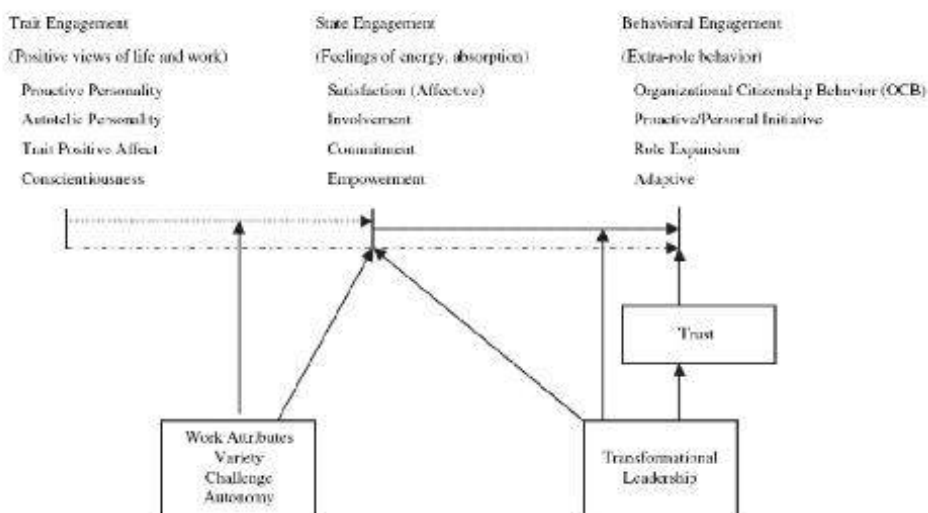 Trait Engagement
(Positive views of life and work)
Proactive Personality
Autotelic Personality
Trait Positive Affect
Conscientiousness
State Engagement
(Feelings of energy, absorption)
Satisfaction (Affective)
Involvement
Commitment
Empowerment
Behavioral Engagement
(Extra-role behavior)
Organizational Citizenship Behavior (OCB)
Proactive/Personal Initiative
Role Expansion
Adaptive
Trust
Work Attributes
Variety
Challenge
Autonomy
Transformational
Leadership